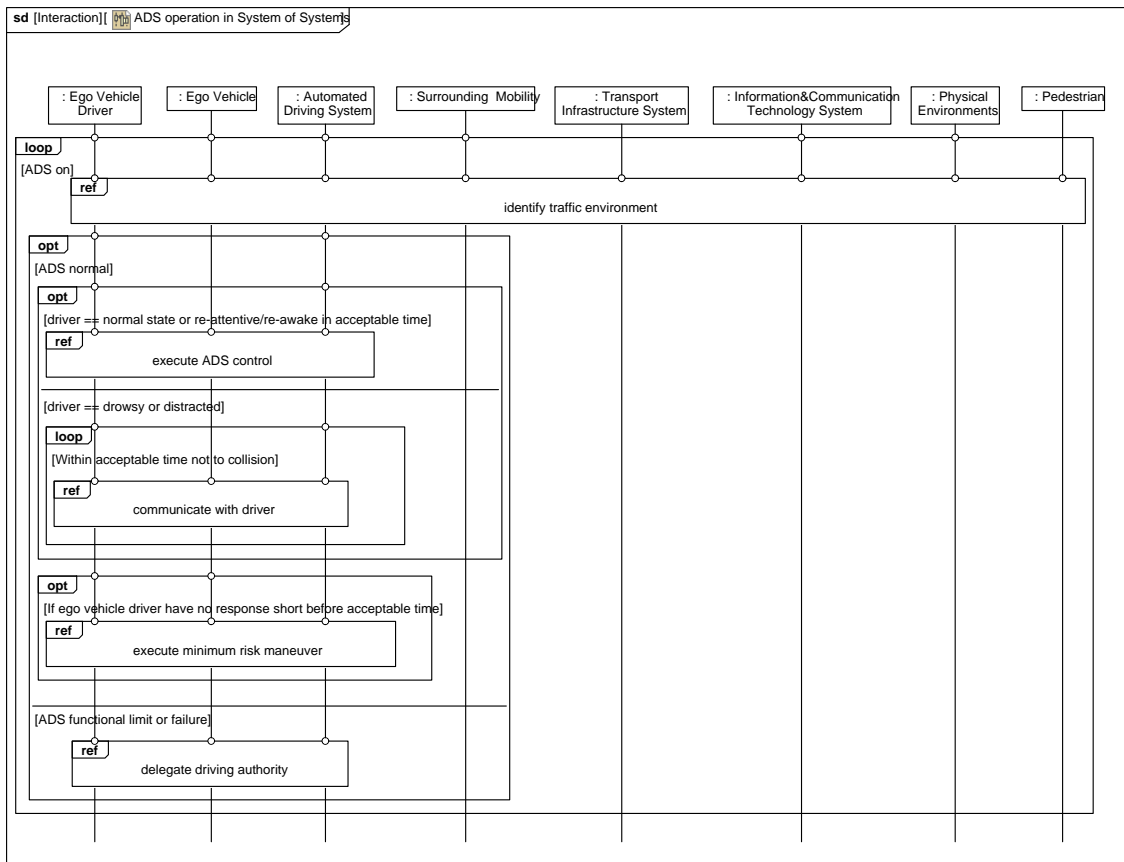 sd [Interaction][ ADS operation in System of Systems
: Ego Vehicle
Driver
: Ego Vehicle
: Automated
Driving System
: Surrounding Mobility
: Transport
Infrastructure System
: Information&Communication
Technology System
: Physical
Environments
: Pedestrian
loop
[ADS on]
ref
identify traffic environment
opt
[ADS normal]
opt
[driver == normal state or re-attentive/re-awake in acceptable time]
ref
execute ADS control
[driver == drowsy or distracted]
loop
[Within acceptable time not to collision]
ref
communicate with driver
opt
[If ego vehicle driver have no response short before acceptable time]
ref
execute minimum risk maneuver
[ADS functional limit or failure]
ref
delegate driving authority